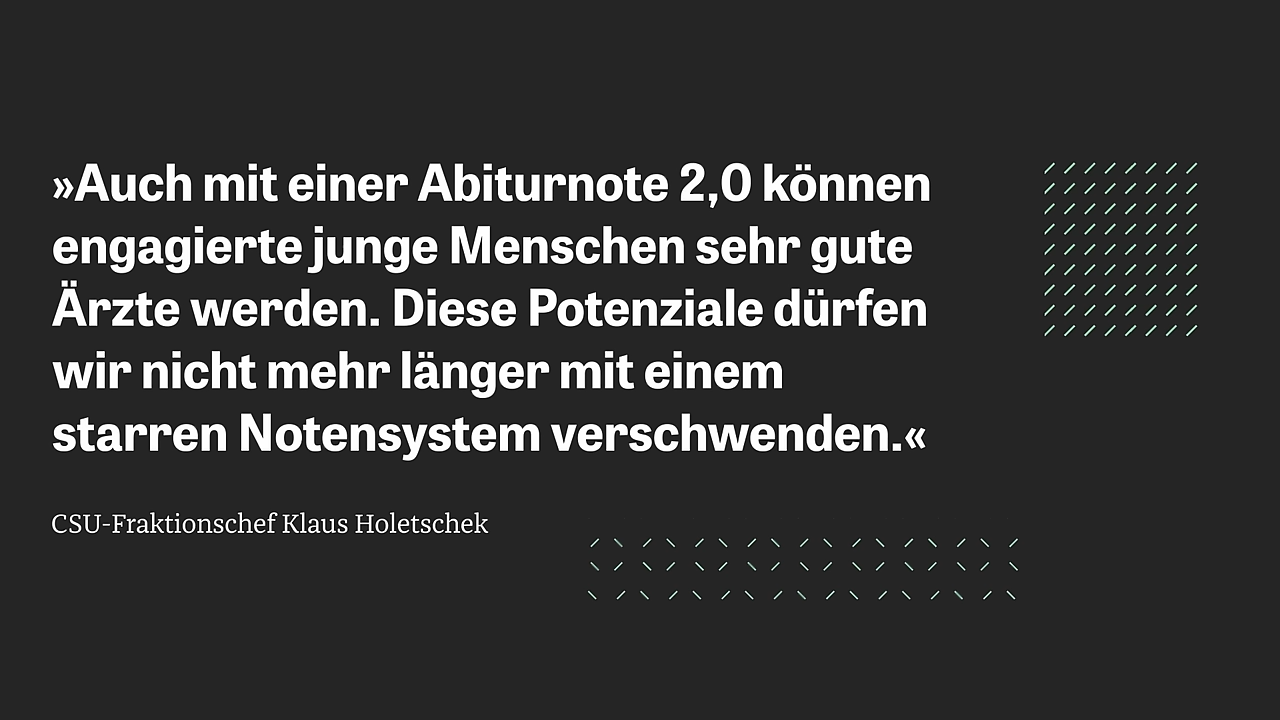 »Auch mit einer Abiturnote 2,0 können
engagierte junge Menschen sehr gute
Ärzte werden. Diese Potenziale dürfen
wir nicht mehr länger mit einem
starren Notensystem verschwenden.«
CSU-Fraktionschef Klaus Holetschek